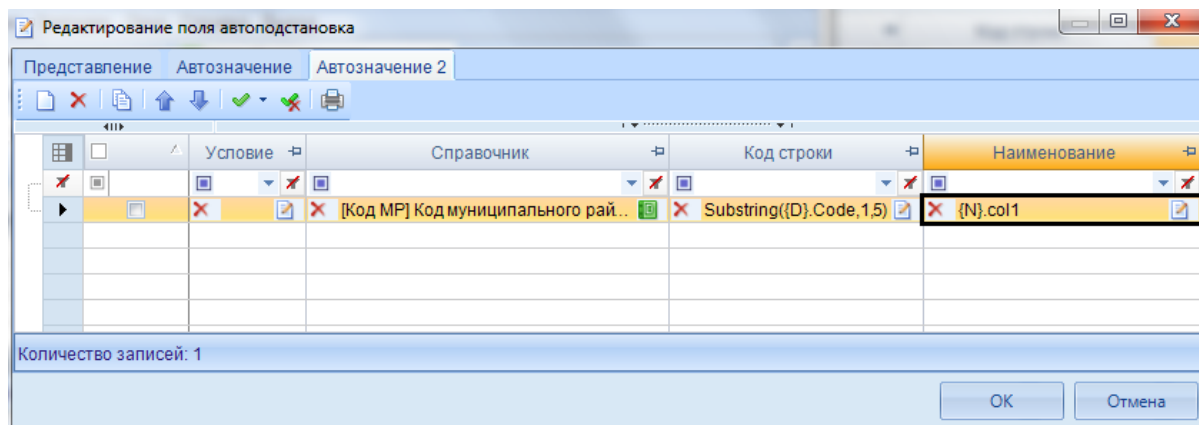 Редактирование поля автоподстановка
Представление Автозначение Автозначение 2
Условие Справочник Код строки Наименование
[Код МР] Код муниципального рай... Substring({D}.Code,1,5) {N}.col1
Количество записей: 1
ОК Отмена